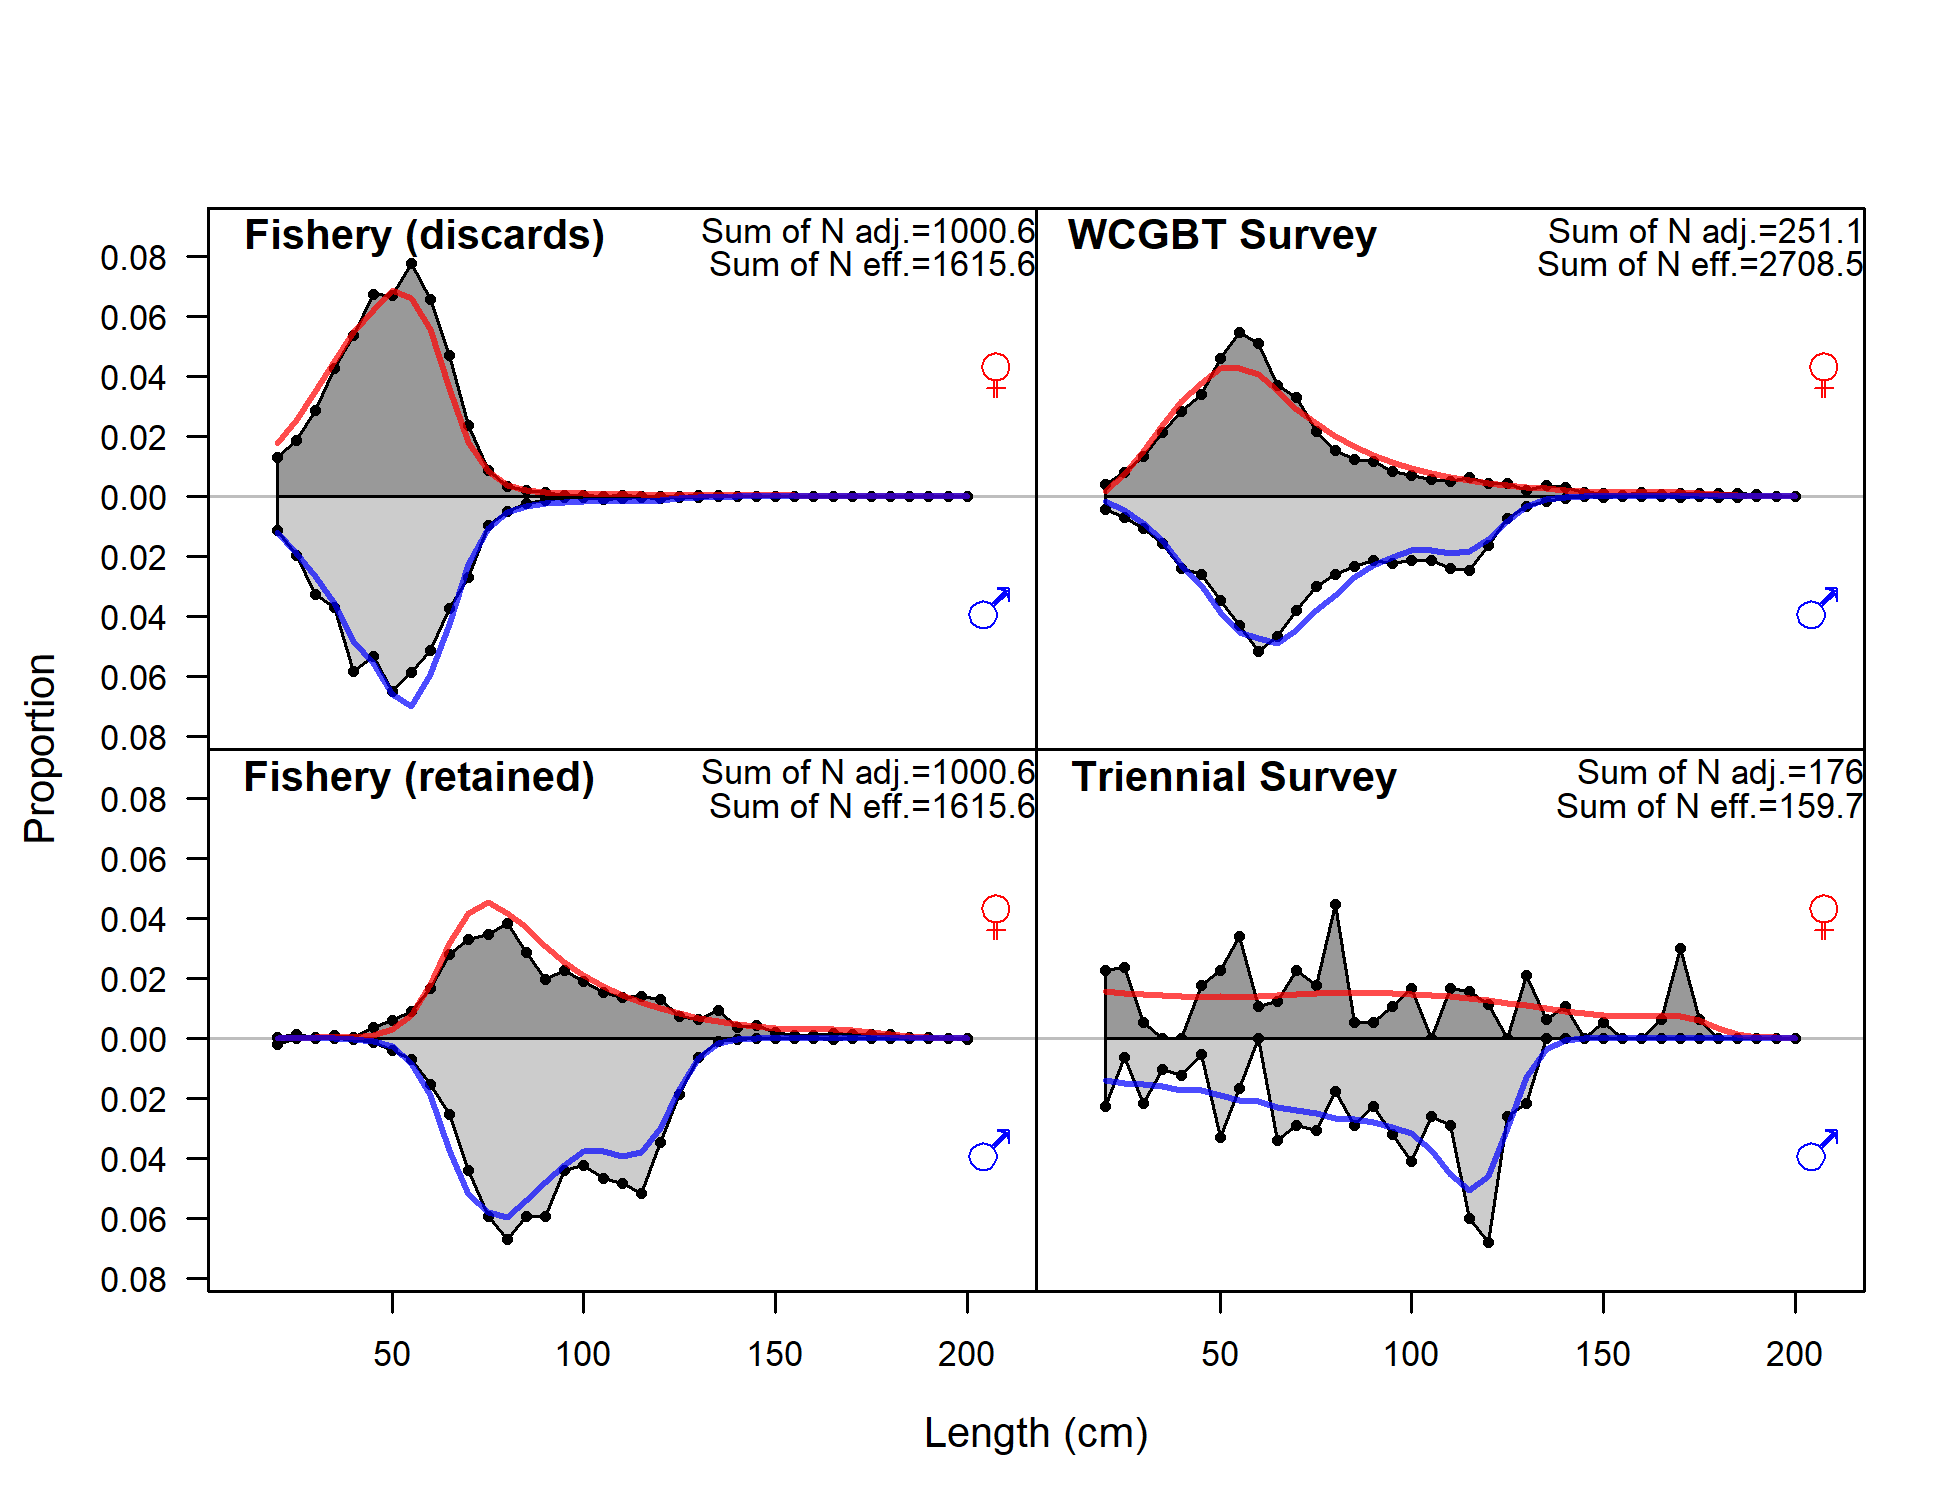 Fishery (discards)
Sum of N adj.=1000.6
Sum of N eff.=1615.6
WCGBT Survey
Sum of N adj.=251.1
Sum of N eff.=2708.5
0.08
0.06
0.04
0.02
0.00
0.02
0.04
0.06
0.08
♀
♂
♀
♂
Fishery (retained)
Sum of N adj.=1000.6
Sum of N eff.=1615.6
Triennial Survey
Sum of N adj.=176
Sum of N eff.=159.7
0.08
0.06
0.04
0.02
0.00
0.02
0.04
0.06
0.08
♀
♂
♀
♂
50 100 150 200
50 100 150 200
Proportion
Length (cm)